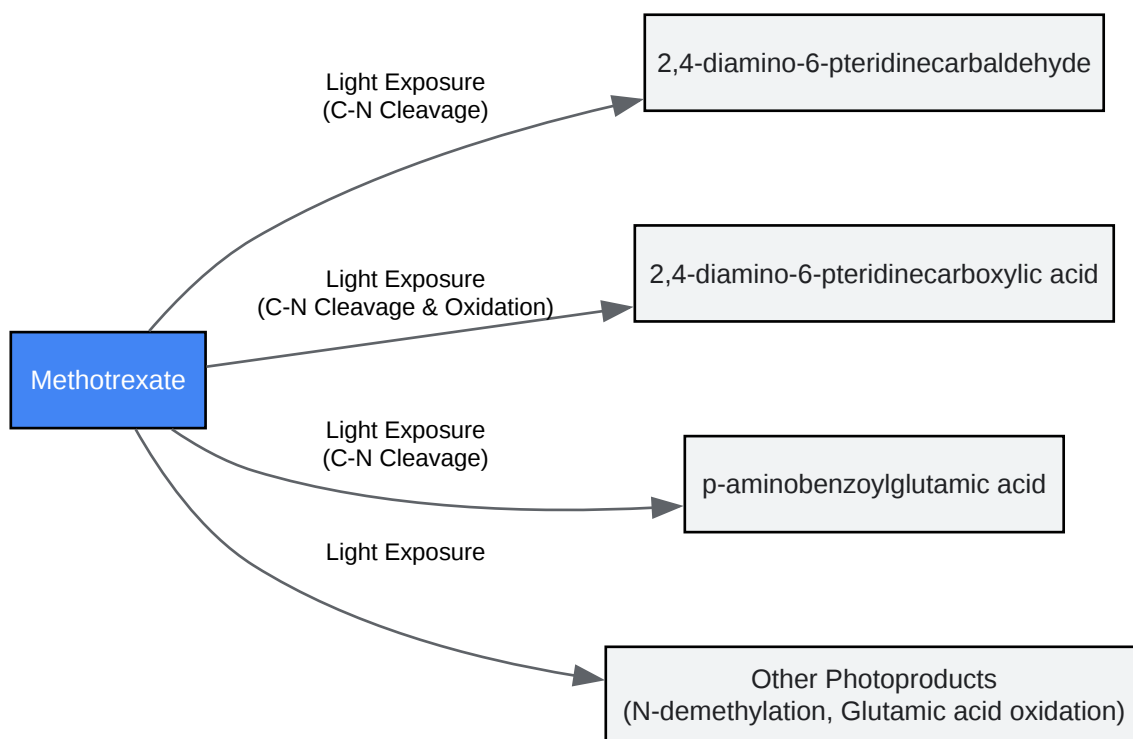 2,4-diamino-6-pteridinecarbaldehyde
Light Exposure
(C-N Cleavage)
2,4-diamino-6-pteridinecarboxylic acid
Light Exposure
(C-N Cleavage & Oxidation)
Methotrexate
Light Exposure
(C-N Cleavage)
p-aminobenzoylglutamic acid
Light Exposure
Other Photoproducts
(N-demethylation, Glutamic acid oxidation)